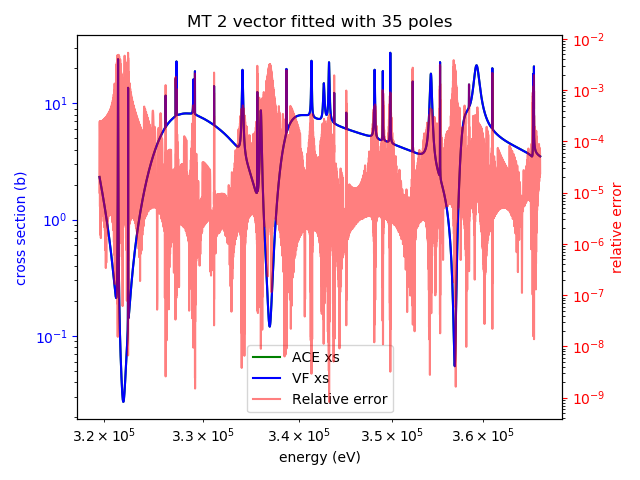 MT 2 vector fitted with 35 poles
cross section (b)
10¹
10⁰
10⁻¹
10⁻²
10⁻³
10⁻⁴
10⁻⁵
10⁻⁶
10⁻⁷
10⁻⁸
10⁻⁹
relative error
ACE xs
VF xs
Relative error
3.2 × 10⁵ 3.3 × 10⁵ 3.4 × 10⁵ 3.5 × 10⁵ 3.6 × 10⁵
energy (eV)